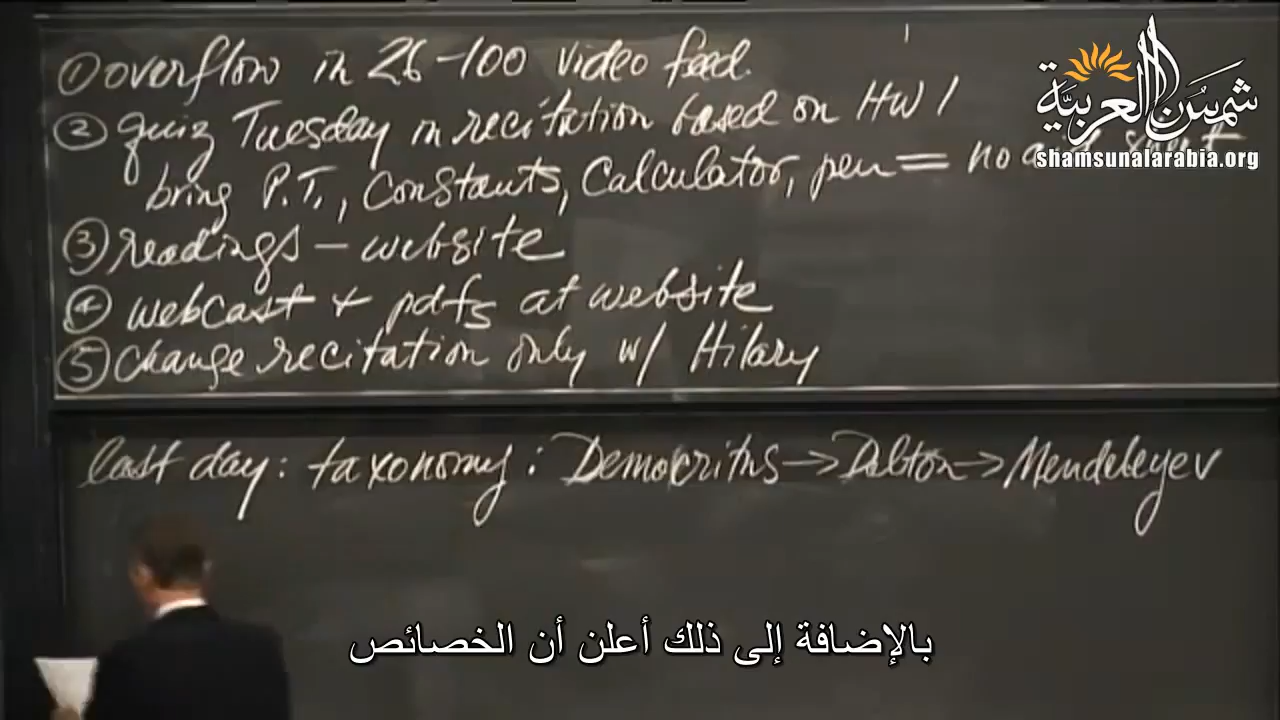 ① overflow in 26-100 video feed.
② quiz Tuesday in recitation based on HW 1
bring P.T., Constants, Calculator, pen = no aid sheet
③ readings – website
④ webcast + pdfs at website
⑤ change recitation only w/ Hilary
last day: taxonomy: Democritus → Dalton → Mendeleyev
شمس العربية
shamsunalarabia.org
بالإضافة إلى ذلك أعلن أن الخصائص